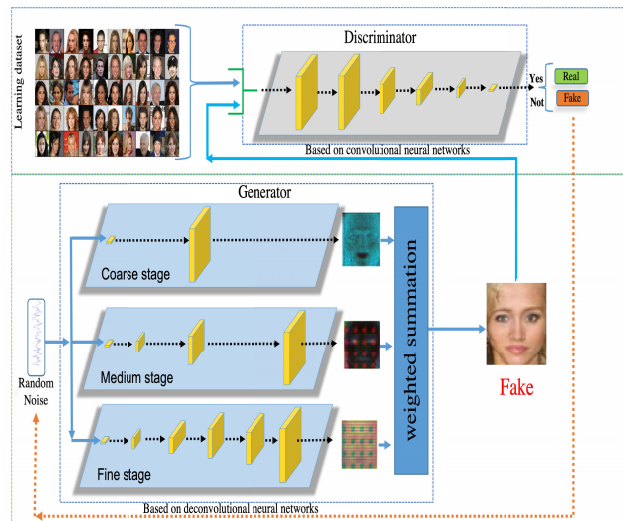 Learning dataset
Discrininator
Yes
Not
Real
Fake
Based on convolutional neural networks
Generator
Coarse stage
Medium stage
Fine stage
Random
Noise
weighted summation
Fake
Based on deconvolutional neural networks